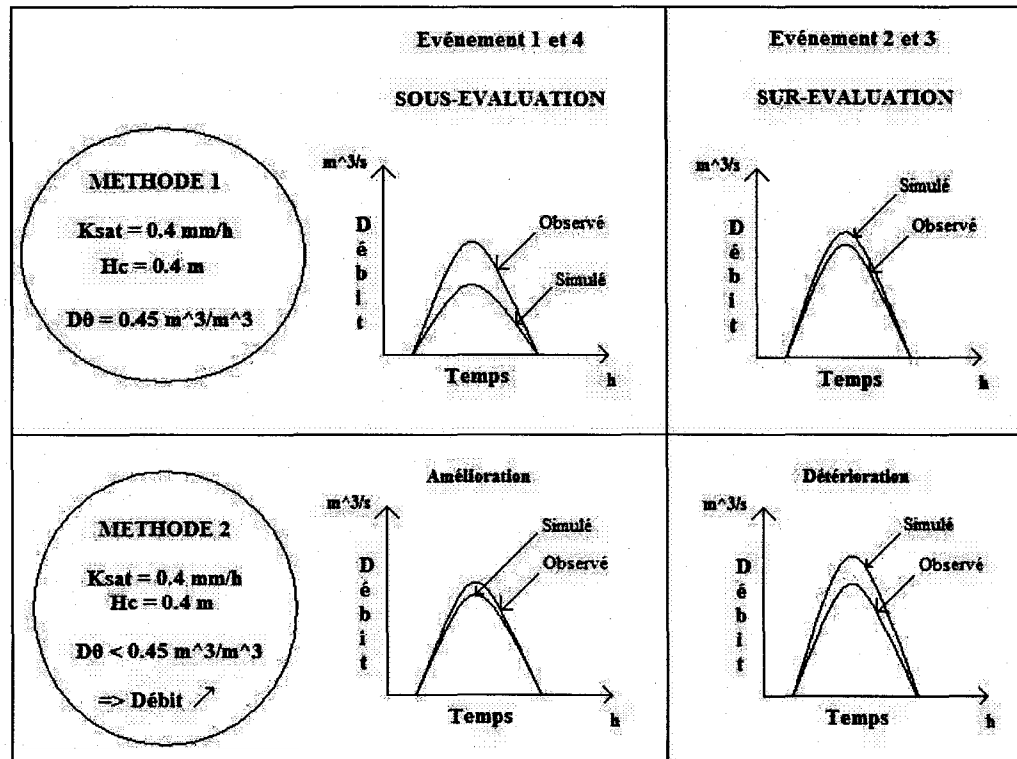 Evénement 1 et 4
SOUS-EVALUATION
Evénement 2 et 3
SUR-EVALUATION
METHODE 1
Ksat = 0.4 mm/h
Hc = 0.4 m
Dθ = 0.45 m^3/m^3
m^3/s
Débit
Observé
Simulé
Temps
h
m^3/s
Débit
Simulé
Observé
Temps
h
METHODE 2
Ksat = 0.4 mm/h
Hc = 0.4 m
Dθ < 0.45 m^3/m^3
=> Débit ↗
Amélioration
m^3/s
Débit
Simulé
Observé
Temps
h
Détérioration
m^3/s
Débit
Simulé
Observé
Temps
h